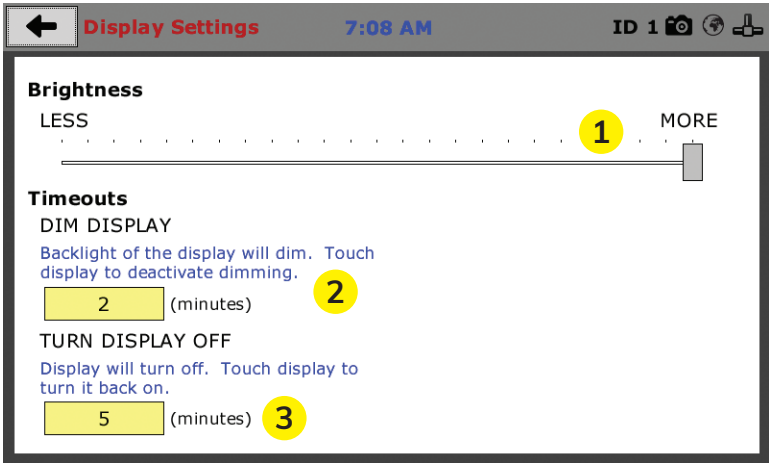 Display Settings 7:08 AM ID 1
Brightness
LESS MORE
1
Timeouts
DIM DISPLAY
Backlight of the display will dim. Touch
display to deactivate dimming.
2
2 (minutes)
TURN DISPLAY OFF
Display will turn off. Touch display to
turn it back on.
5 (minutes) 3